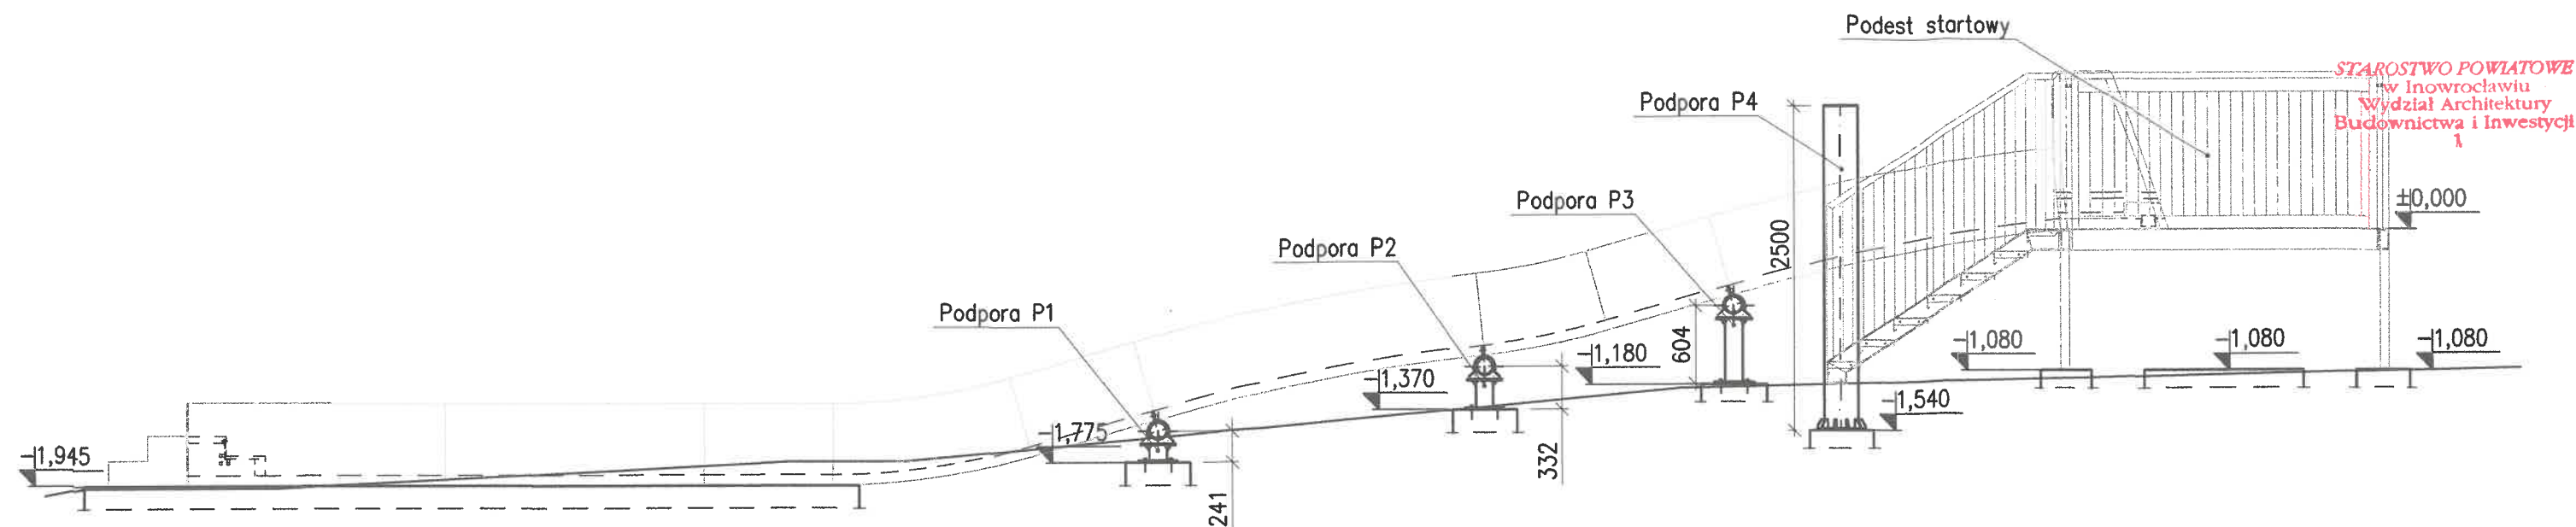 Podest startowy
STAROSTWO POWIATOWE
w Inowrocławiu
Wydział Architektury
Budownictwa i Inwestycji
1
Podpora P4
Podpora P3
±0,000
2500
Podpora P2
Podpora P1
604
-1,180
-1,080
-1,080
-1,080
-1,370
-1,540
-1,775
-1,945
332
241